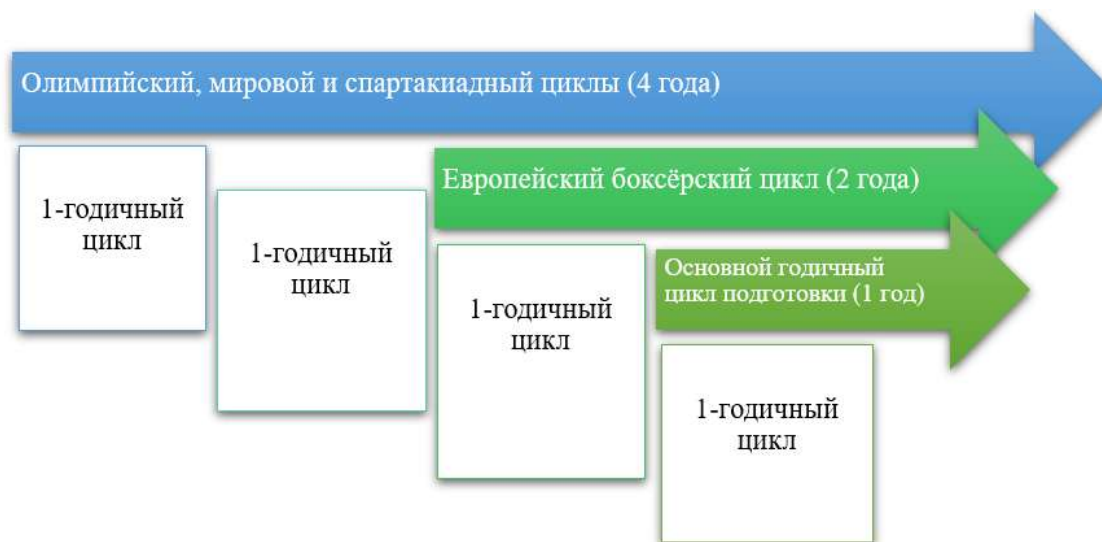 Олимпийский, мировой и спартакиадный циклы (4 года)
Европейский боксёрский цикл (2 года)
1-годичный
цикл
1-годичный
цикл
Основной годичный
цикл подготовки (1 год)
1-годичный
цикл
1-годичный
цикл